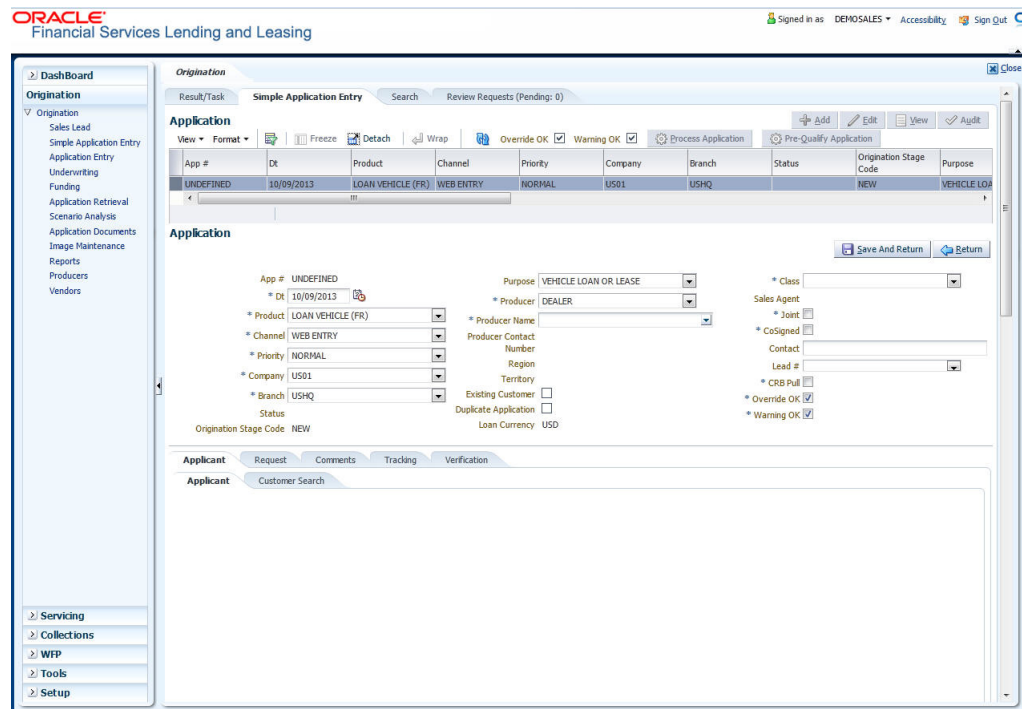 ORACLE
Financial Services Lending and Leasing
Signed in as DEMOSALES Accessibility Sign Out
Close
DashBoard
Origination
Origination
Sales Lead
Simple Application Entry
Application Entry
Underwriting
Funding
Application Retrieval
Scenario Analysis
Application Documents
Image Maintenance
Reports
Producers
Vendors
Servicing
Collections
WFP
Tools
Setup
Origination
Result/Task Simple Application Entry Search Review Requests (Pending: 0)
Application
Add Edit View Audit
View Format Freeze Detach Wrap Override OK Warning OK Process Application Pre-Qualify Application
App # Dt Product Channel Priority Company Branch Status Origination Stage Code Purpose
UNDEFINED 10/09/2013 LOAN VEHICLE (FR) WEB ENTRY NORMAL US01 USHQ NEW VEHICLE LOA
Application
Save And Return Return
App # UNDEFINED
* Dt 10/09/2013
* Product LOAN VEHICLE (FR)
* Channel WEB ENTRY
* Priority NORMAL
* Company US01
* Branch USHQ
Status
Origination Stage Code NEW
Purpose VEHICLE LOAN OR LEASE
* Producer DEALER
* Producer Name
Producer Contact
Number
Region
Territory
Existing Customer
Duplicate Application
Loan Currency USD
* Class
Sales Agent
* Joint
* CoSigned
Contact
Lead #
* CRB Pull
* Override OK
* Warning OK
Applicant Request Comments Tracking Verification
Applicant Customer Search